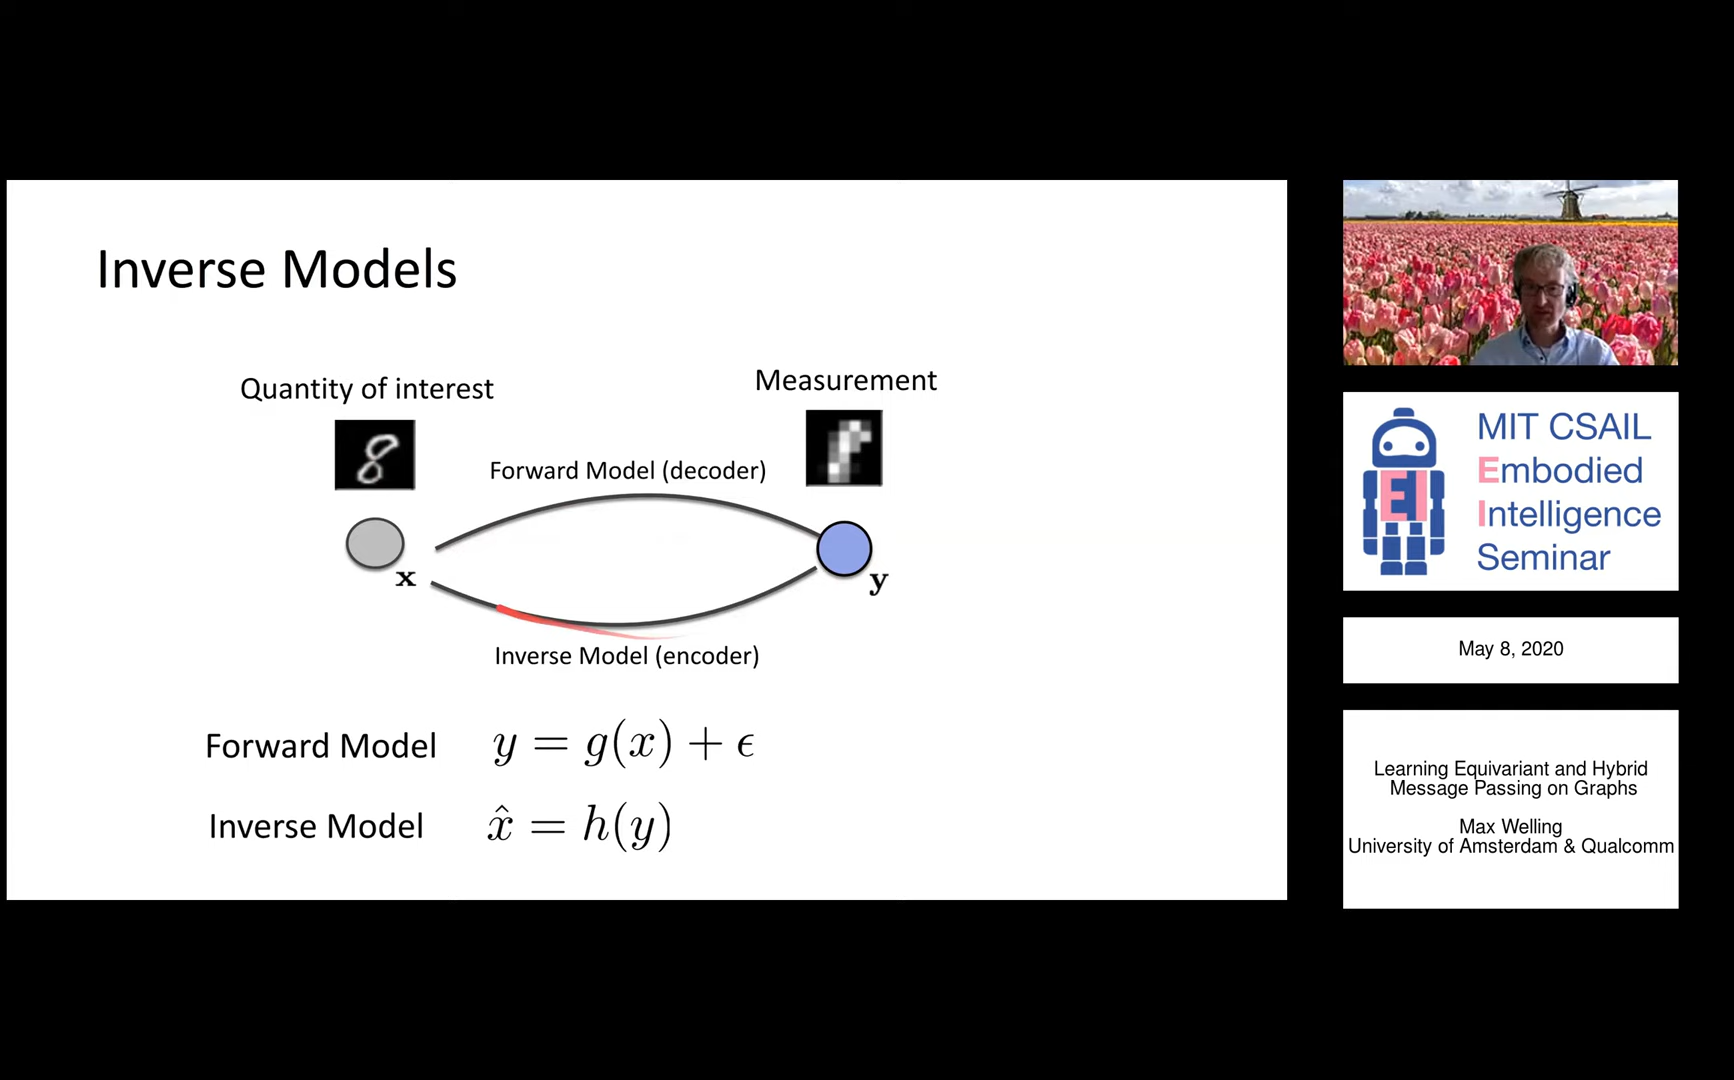 Inverse Models
Quantity of interest
Measurement
Forward Model (decoder)
x
y
Inverse Model (encoder)
Forward Model y = g(x) + ϵ
Inverse Model x̂ = h(y)
MIT CSAIL
Embodied
Intelligence
Seminar
EI
May 8, 2020
Learning Equivariant and Hybrid
Message Passing on Graphs
Max Welling
University of Amsterdam & Qualcomm